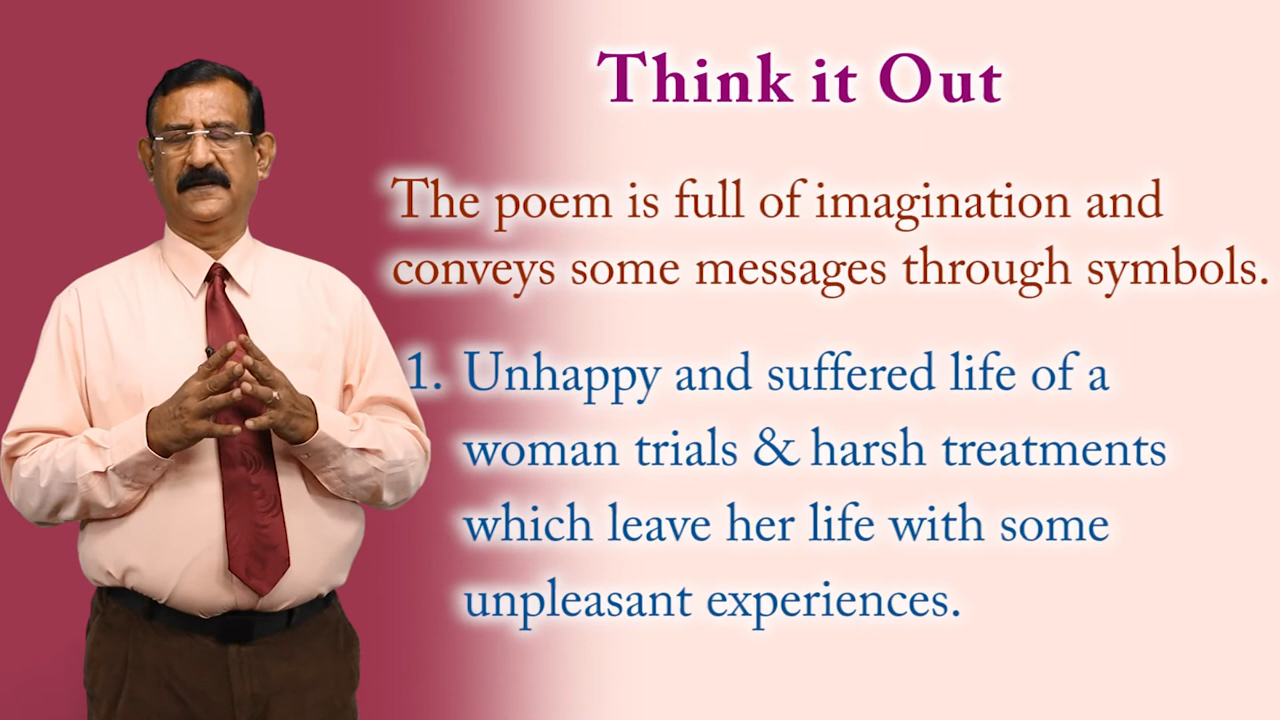 Think it Out
The poem is full of imagination and
conveys some messages through symbols.
1. Unhappy and suffered life of a
woman trials & harsh treatments
which leave her life with some
unpleasant experiences.